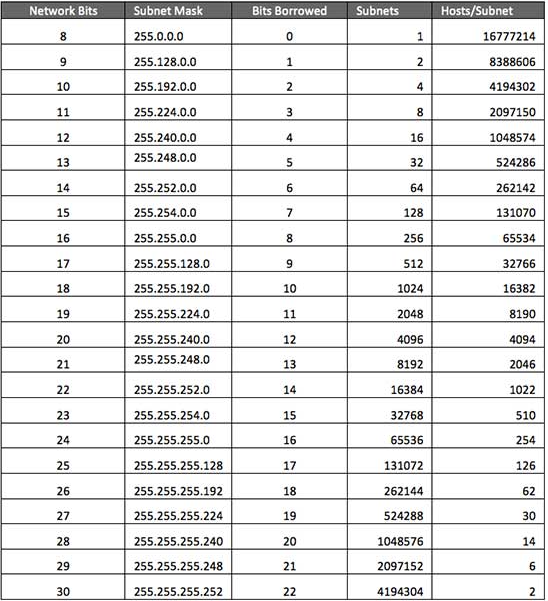 Network Bits Subnet Mask Bits Borrowed Subnets Hosts/Subnet
8 255.0.0.0 0 1 16777214
9 255.128.0.0 1 2 8388606
10 255.192.0.0 2 4 4194302
11 255.224.0.0 3 8 2097150
12 255.240.0.0 4 16 1048574
13 255.248.0.0 5 32 524286
14 255.252.0.0 6 64 262142
15 255.254.0.0 7 128 131070
16 255.255.0.0 8 256 65534
17 255.255.128.0 9 512 32766
18 255.255.192.0 10 1024 16382
19 255.255.224.0 11 2048 8190
20 255.255.240.0 12 4096 4094
21 255.255.248.0 13 8192 2046
22 255.255.252.0 14 16384 1022
23 255.255.254.0 15 32768 510
24 255.255.255.0 16 65536 254
25 255.255.255.128 17 131072 126
26 255.255.255.192 18 262144 62
27 255.255.255.224 19 524288 30
28 255.255.255.240 20 1048576 14
29 255.255.255.248 21 2097152 6
30 255.255.255.252 22 4194304 2